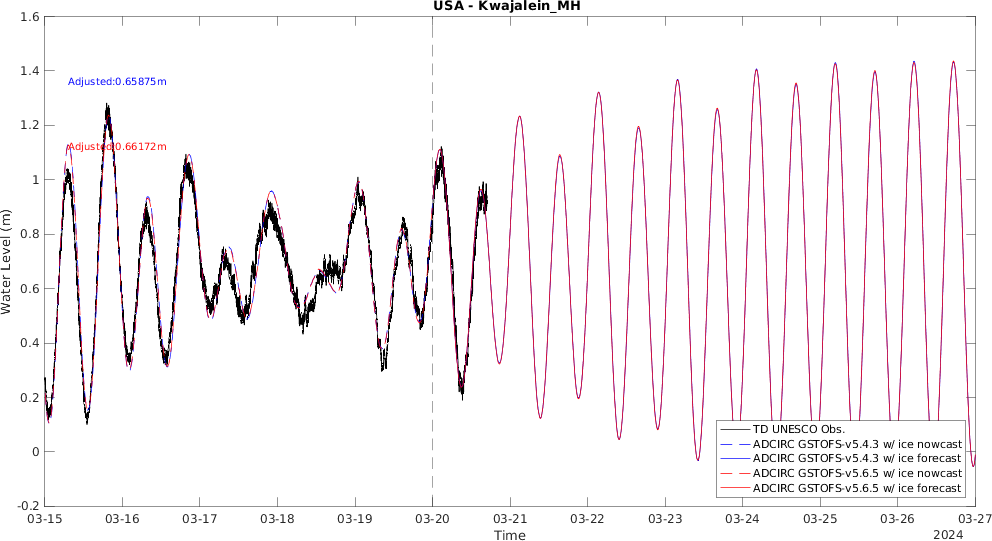 USA - Kwajalein_MH
1.6
1.4
1.2
1
0.8
0.6
0.4
0.2
0
-0.2
Water Level (m)
Adjusted:0.65875m
Adjusted:0.66172m
TD UNESCO Obs.
ADCIRC GSTOFS-v5.4.3 w/ ice nowcast
ADCIRC GSTOFS-v5.4.3 w/ ice forecast
ADCIRC GSTOFS-v5.6.5 w/ ice nowcast
ADCIRC GSTOFS-v5.6.5 w/ ice forecast
03-15 03-16 03-17 03-18 03-19 03-20 03-21 03-22 03-23 03-24 03-25 03-26 03-27
Time
2024